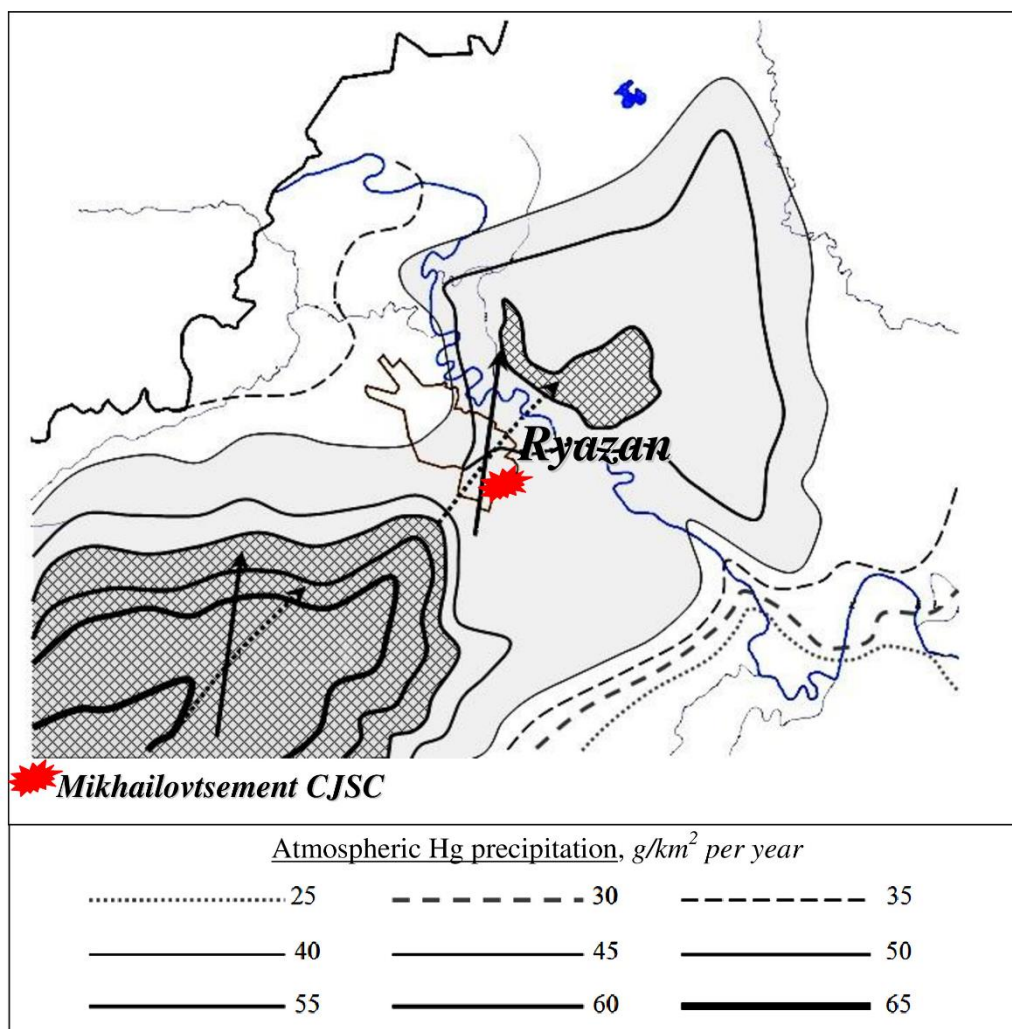 Ryazan
Mikhailovtsement CJSC
Atmospheric Hg precipitation, g/km² per year
25 30 35
40 45 50
55 60 65